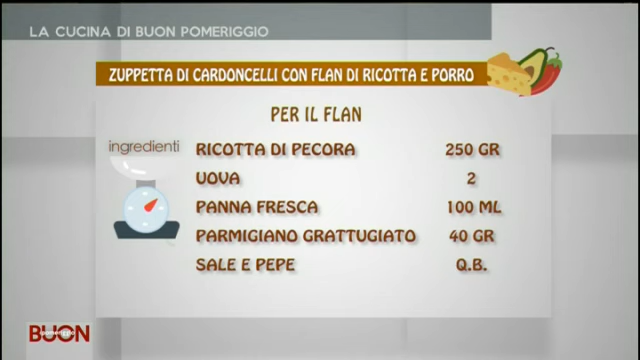 LA CUCINA DI BUON POMERIGGIO
ZUPPETTA DI CARDONCELLI CON FLAN DI RICOTTA E PORRO
PER IL FLAN
ingredienti
RICOTTA DI PECORA 250 GR
UOVA 2
PANNA FRESCA 100 ML
PARMIGIANO GRATTUGIATO 40 GR
SALE E PEPE Q.B.
BUON
pomeriggio